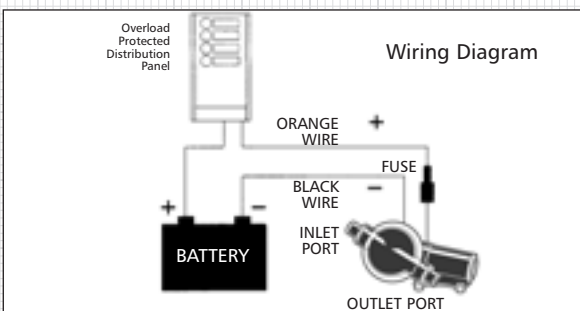 Overload
Protected
Distribution
Panel
Wiring Diagram
ORANGE +
WIRE
FUSE
BLACK −
WIRE
+ −
BATTERY
INLET
PORT
OUTLET PORT